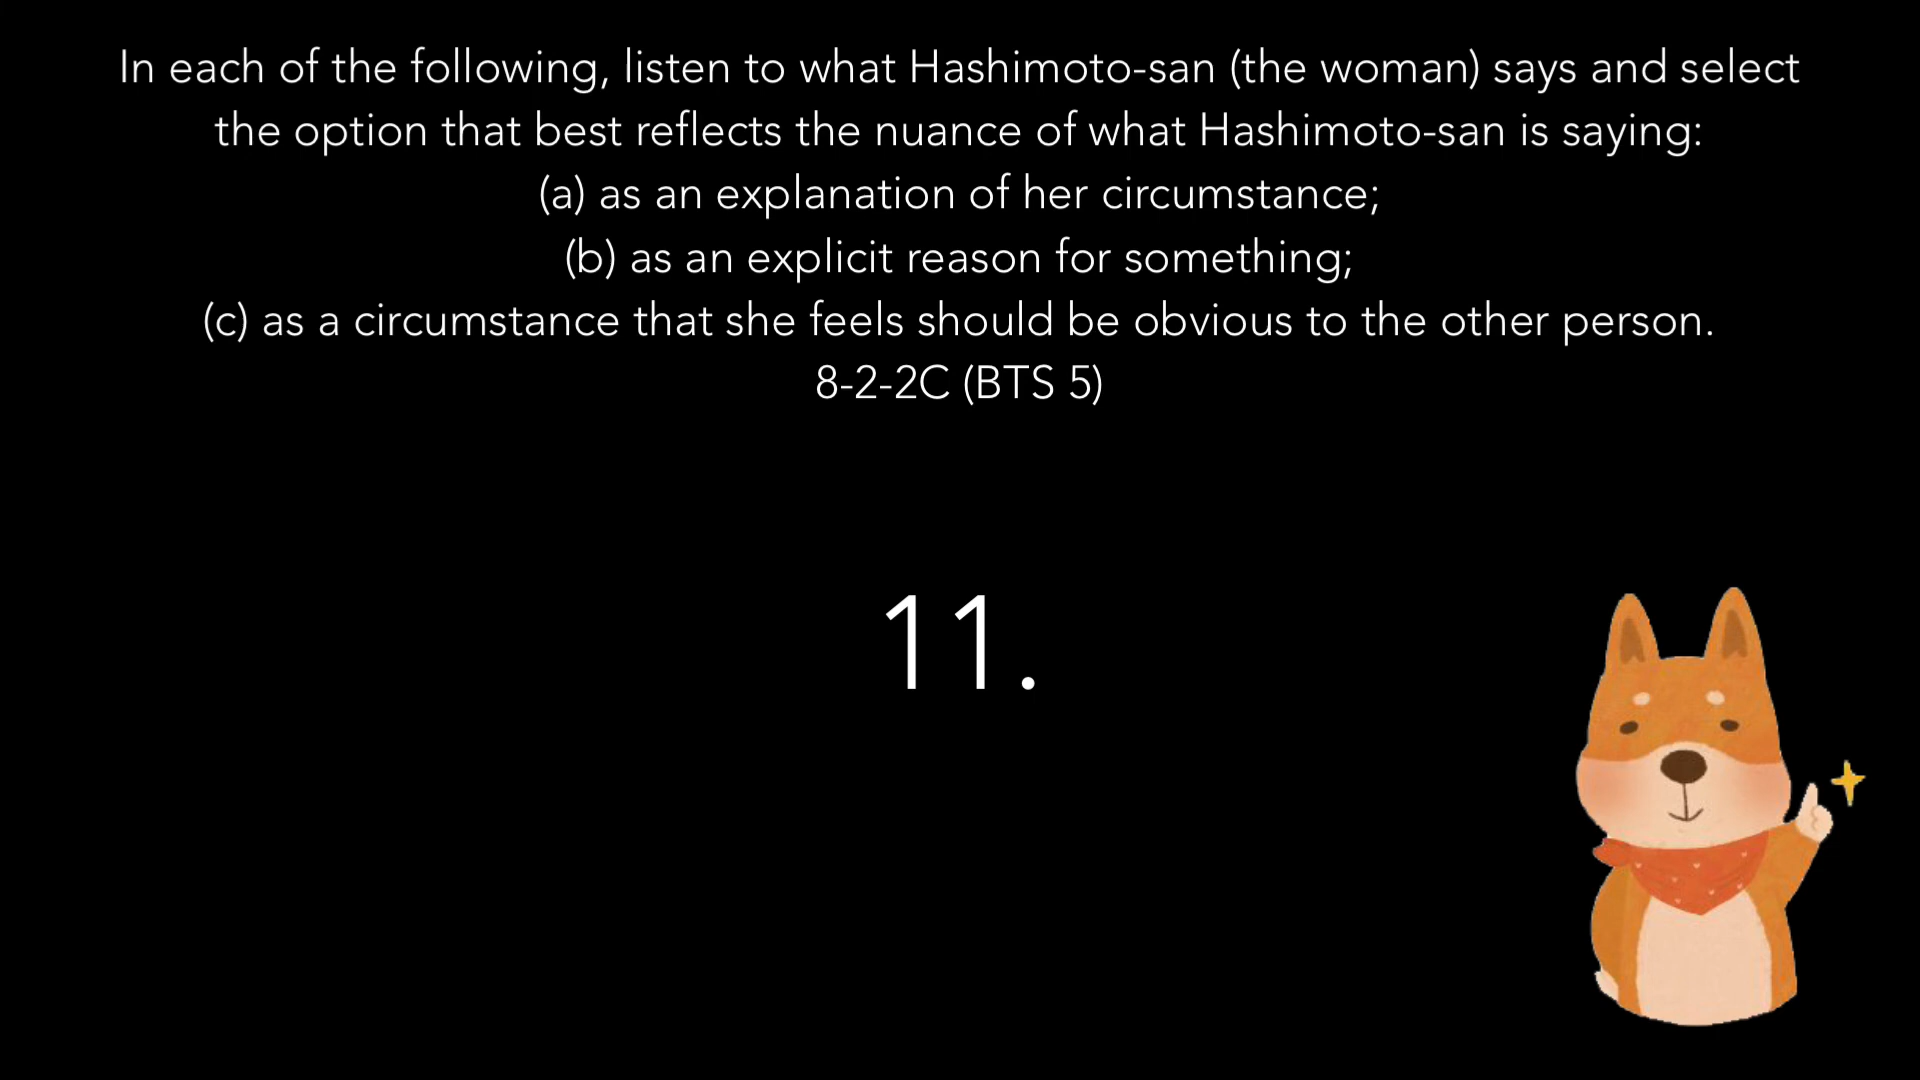 In each of the following, listen to what Hashimoto-san (the woman) says and select
the option that best reflects the nuance of what Hashimoto-san is saying:
(a) as an explanation of her circumstance;
(b) as an explicit reason for something;
(c) as a circumstance that she feels should be obvious to the other person.
8-2-2C (BTS 5)
11.